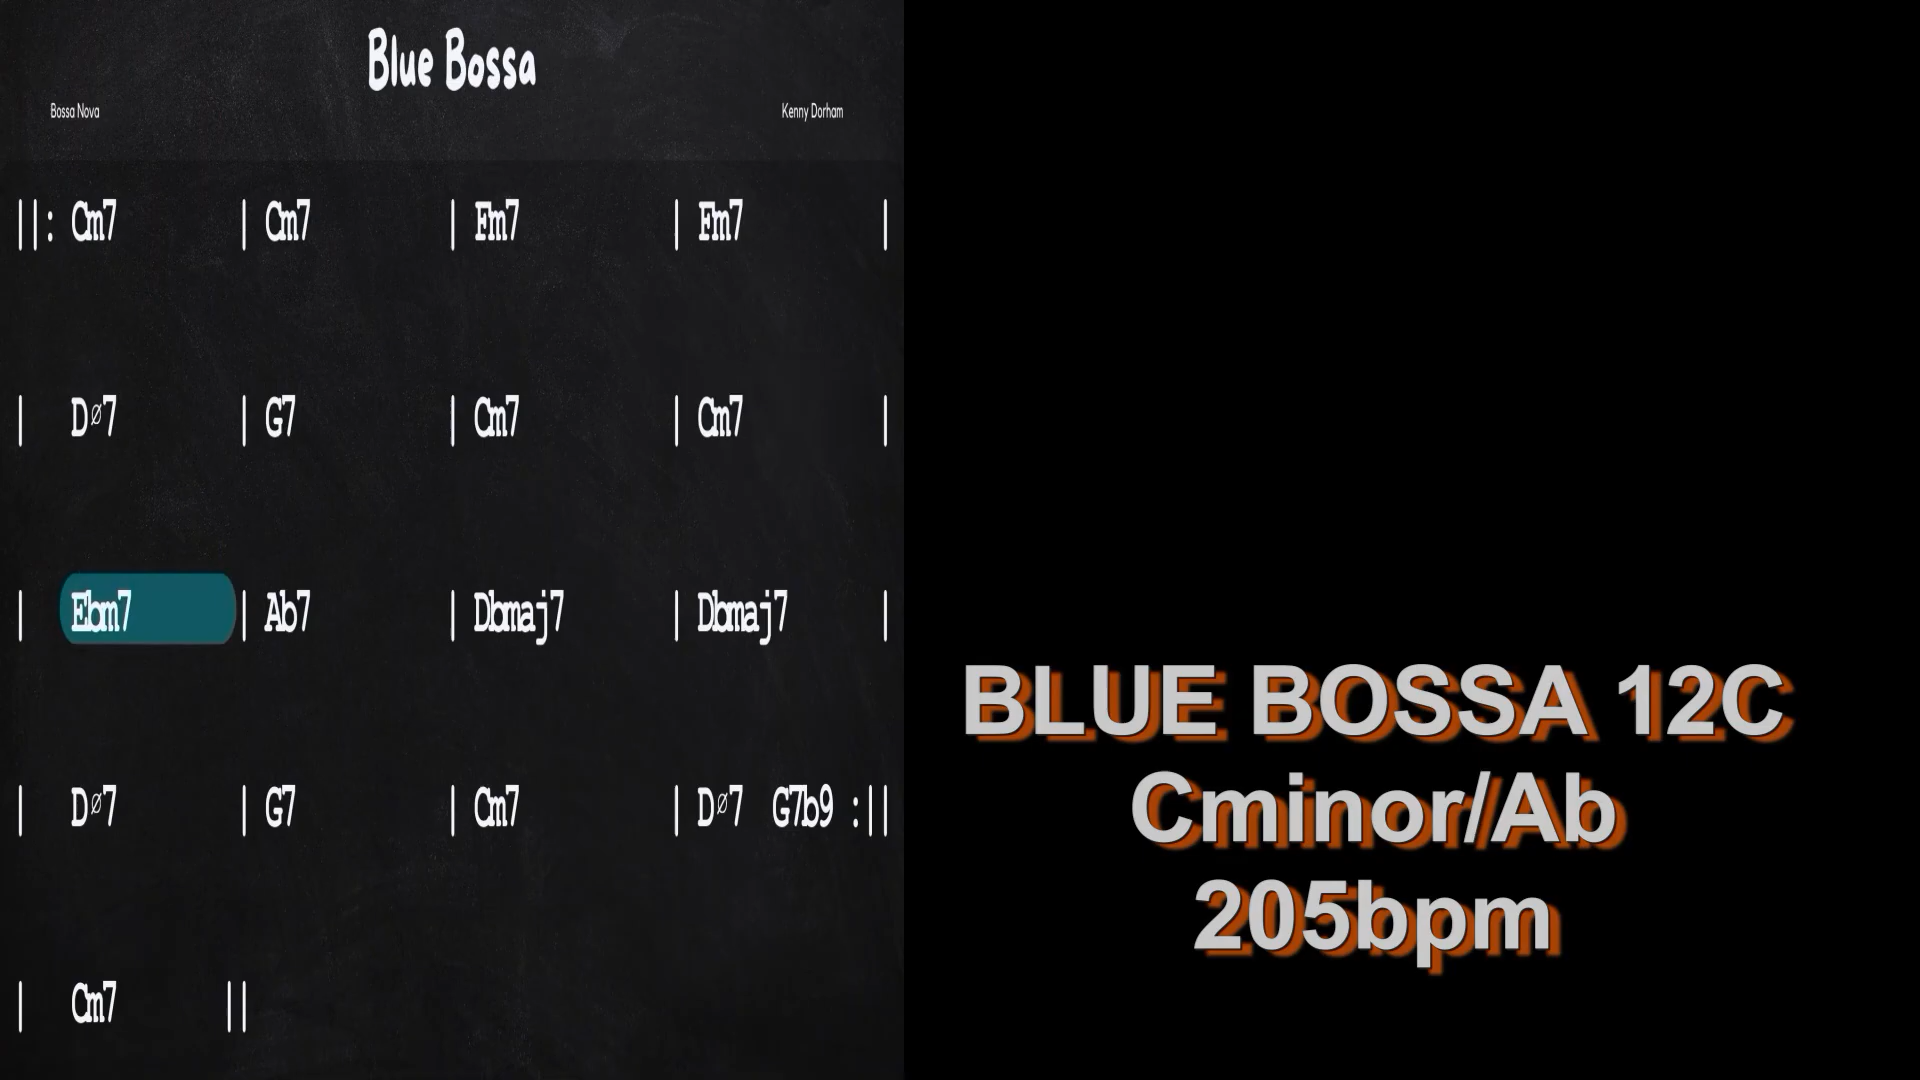 Blue Bossa
Bossa Nova Kenny Dorham
||: Cm7 | Cm7 | Fm7 | Fm7 |
| Dø7 | G7 | Cm7 | Cm7 |
| Ebm7 | Ab7 | Dbmaj7 | Dbmaj7 |
| Dø7 | G7 | Cm7 | Dø7 G7b9 :||
| Cm7 ||
BLUE BOSSA 12C
Cminor/Ab
205bpm